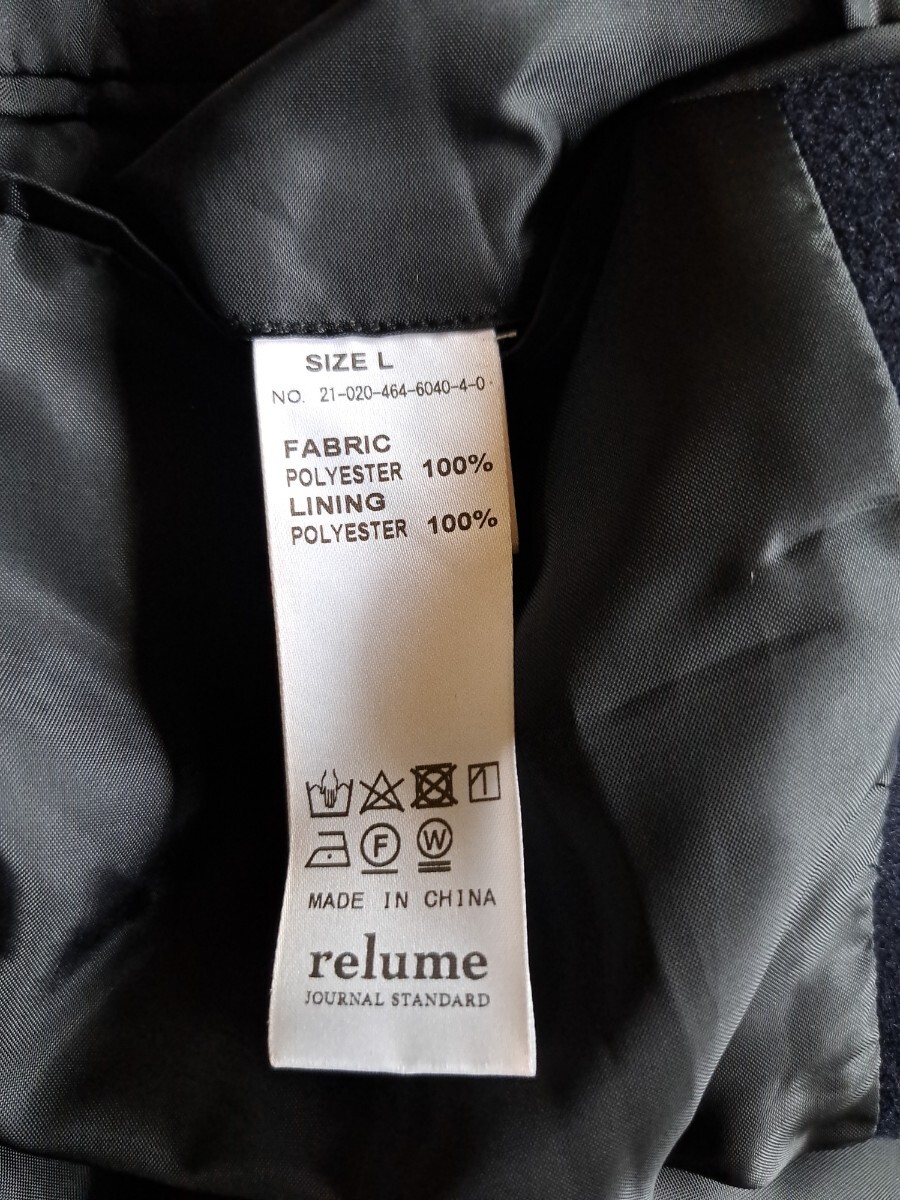 SIZE L
NO. 21-020-464-6040-4-0
FABRIC
POLYESTER 100%
LINING
POLYESTER 100%
F W
MADE IN CHINA
relume
JOURNAL STANDARD